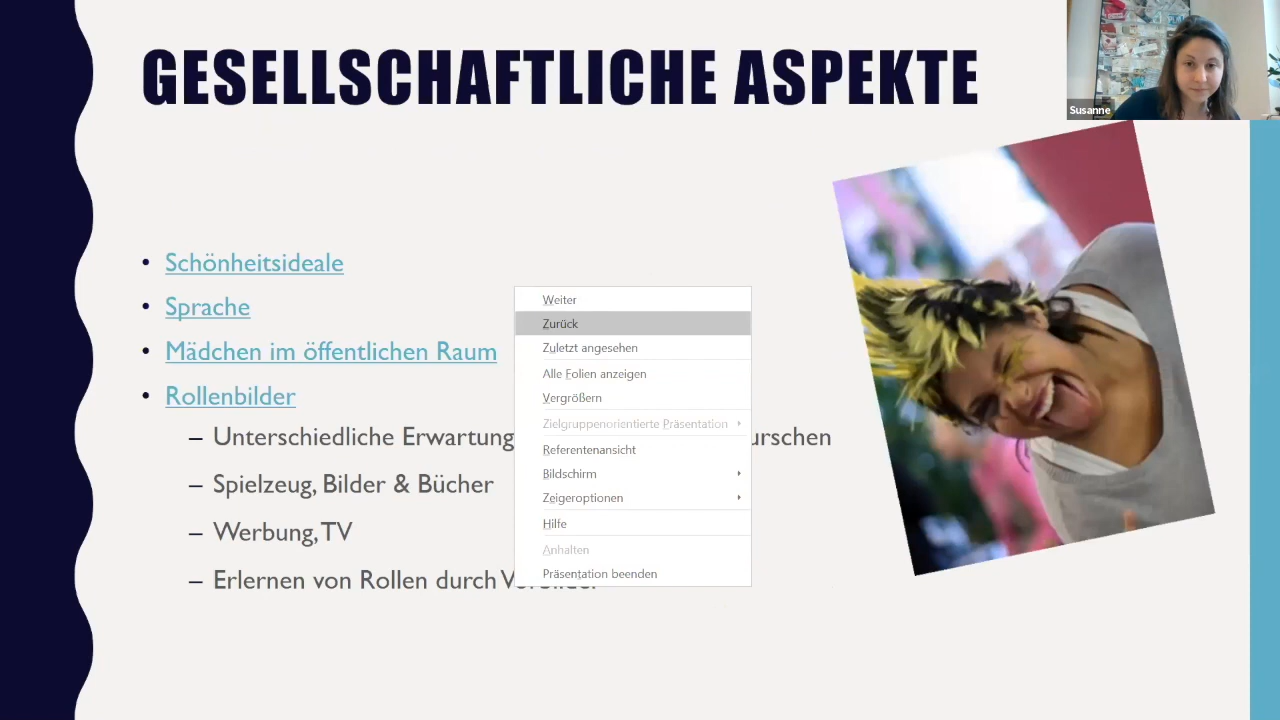 GESELLSCHAFTLICHE ASPEKTE
Susanne
• Schönheitsideale
• Sprache
• Mädchen im öffentlichen Raum
• Rollenbilder
– Unterschiedliche
– Spielzeug, Bilder & Bücher
– Werbung, TV
– Erlernen von Rollen durch
Weiter
Zurück
Zuletzt angesehen
Alle Folien anzeigen
Vergrößern
Zielgruppenorientierte Präsentation
Referentenansicht
Bildschirm
Zeigeroptionen
Hilfe
Anhalten
Präsentation beenden